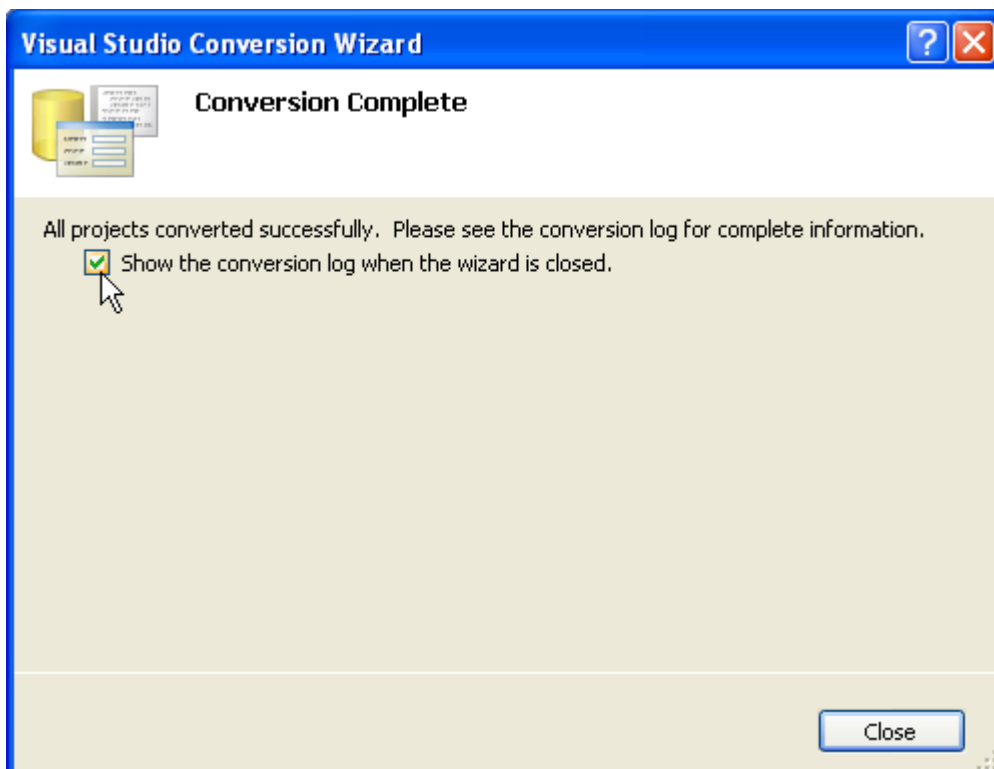 Visual Studio Conversion Wizard
Conversion Complete
All projects converted successfully.  Please see the conversion log for complete information.
Show the conversion log when the wizard is closed.
Close